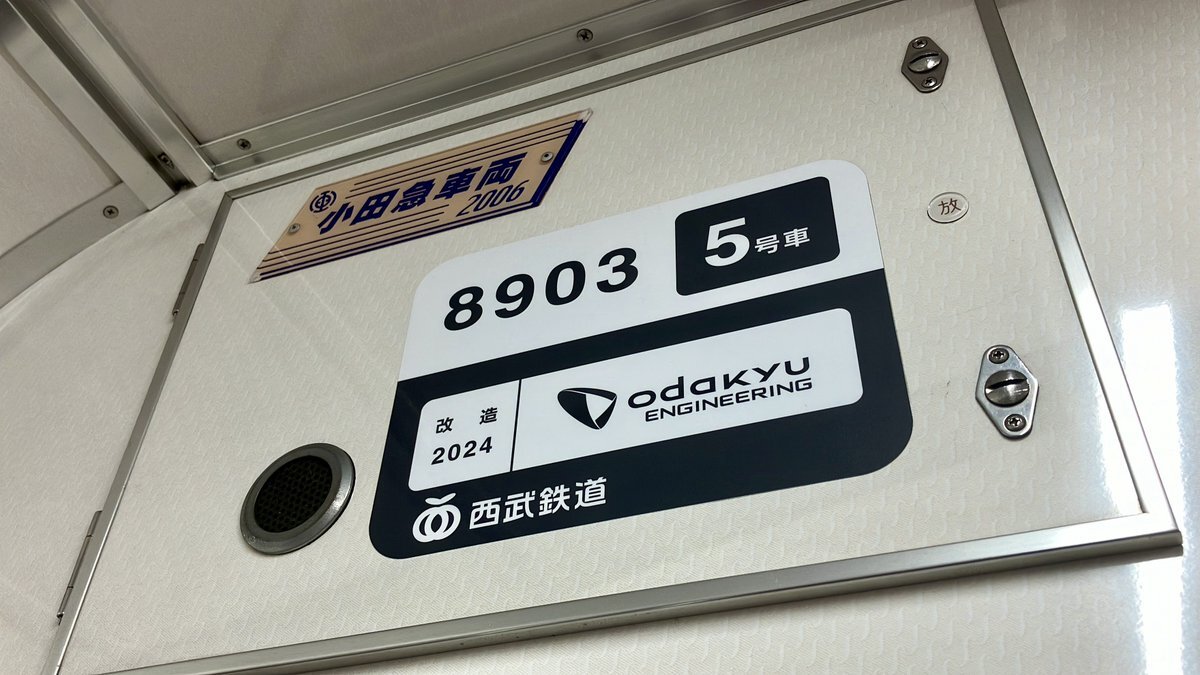 小田急車両
2006
8903
5号車
放
改造
2024
odakyu
ENGINEERING
西武鉄道